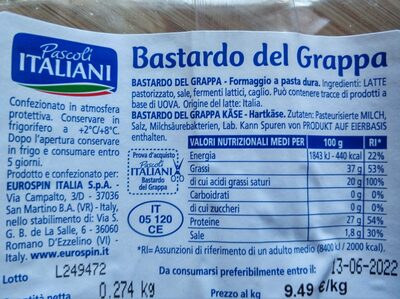 Pascoli
ITALIANI
Bastardo del Grappa
BASTARDO DEL GRAPPA - Formaggio a pasta dura. Ingredienti: LATTE
pastorizzato, sale, fermenti lattici, caglio. Può contenere tracce di prodotti a
base di UOVA. Origine del latte: Italia.
BASTARDO DEL GRAPPA KÄSE - Hartkäse. Zutaten: Pasteurisierte MILCH,
Salz, Milchsäurebakterien, Lab. Kann Spuren von PRODUKT AUF EIERBASIS
enthalten.
Confezionato in atmosfera
protettiva. Conservare in
frigorifero a +2°C/+8°C.
Dopo l'apertura conservare
in frigo e consumare entro
5 giorni.
Prodotto e confezionato per:
EUROSPIN ITALIA S.p.A. -
Via Campalto, 3/D - 37036
San Martino B.A. (VR) - Italy,
nello stabilimento di: Via S.
G. B. de La Salle, 6 - 36060
Romano D'Ezzelino (VI) -
Italy.
www.eurospin.it
Prova d'acquisto
Pascoli
ITALIANI
Bastardo
del Grappa
IT
05 120
CE
VALORI NUTRIZIONALI MEDI PER 100 g RI*
Energia 1843 kJ - 440 kcal 22%
Grassi 37 g 53%
di cui acidi grassi saturi 20 g 100%
Carboidrati 0 g 0%
di cui zuccheri 0 g 0%
Proteine 27 g 54%
Sale 1,8 g 30%
*RI= Assunzioni di riferimento di un adulto medio (8400 kJ / 2000 kcal).
Lotto
L249472
Da consumarsi preferibilmente entro il: 13-06-2022
Quantità netta
0.274 kg
Prezzo al kg
9.49 €/kg